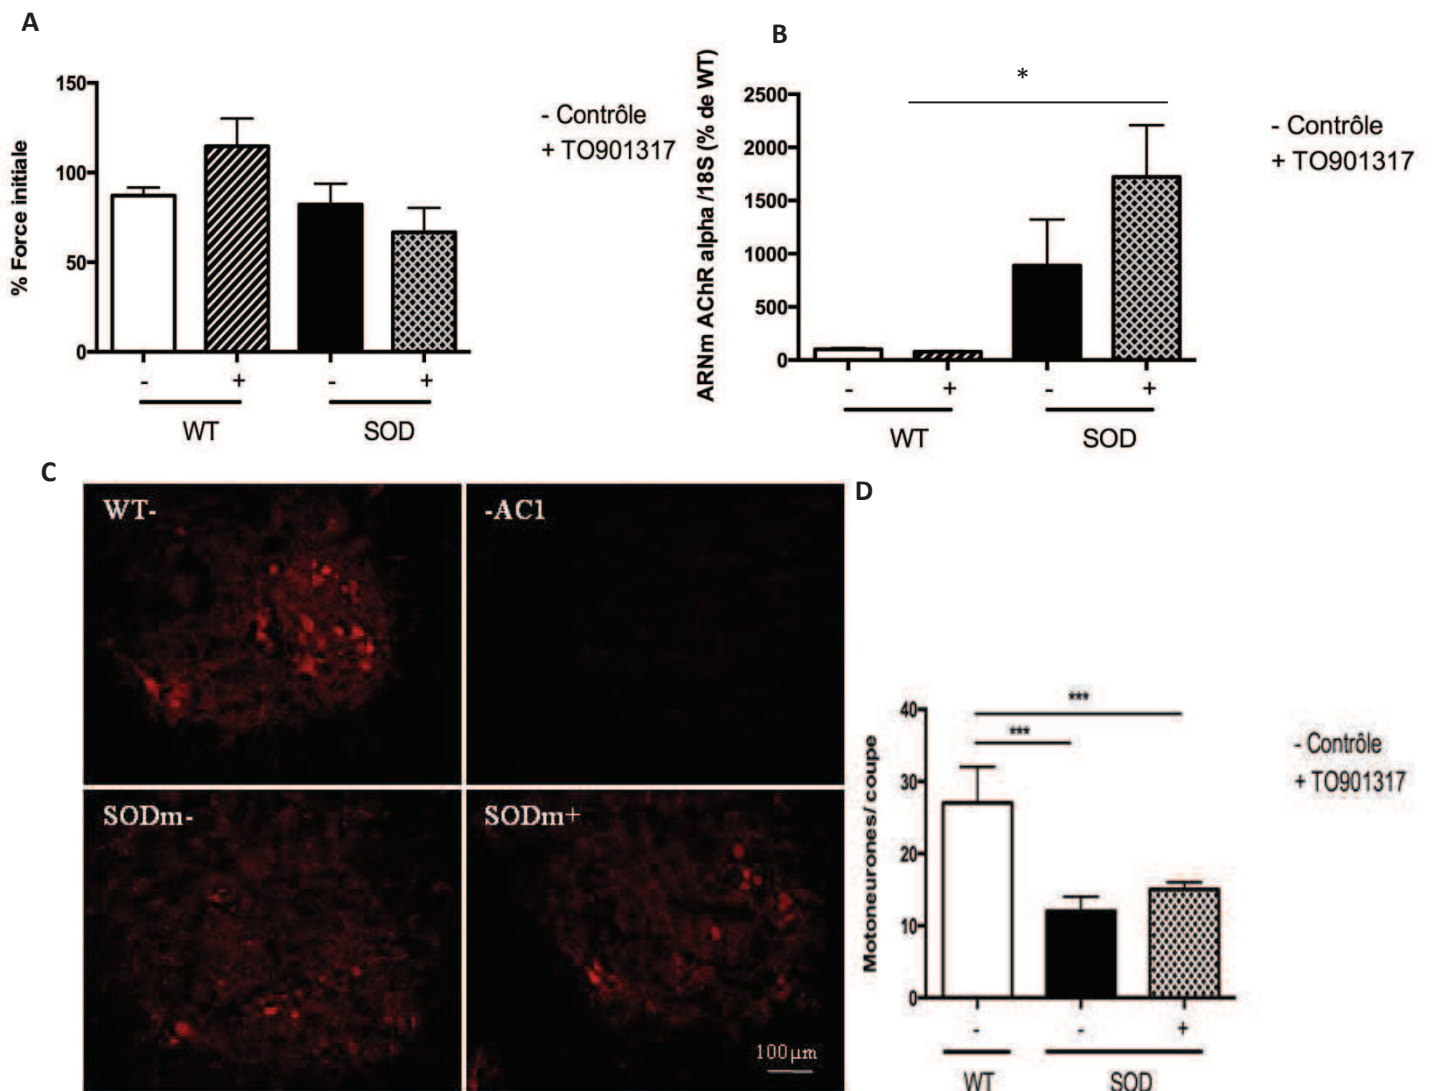 A
% Force initiale
150
100
50
0
- + - +
WT SOD
- Contrôle
+ TO901317
B
ARNm AChR alpha /18S (% de WT)
*
2500
2000
1500
1000
500
0
- + - +
WT SOD
- Contrôle
+ TO901317
C
WT-
-AC1
SODm-
SODm+
100µm
D
Motoneurones/ coupe
***
***
40
30
20
10
0
- - +
WT SOD
- Contrôle
+ TO901317